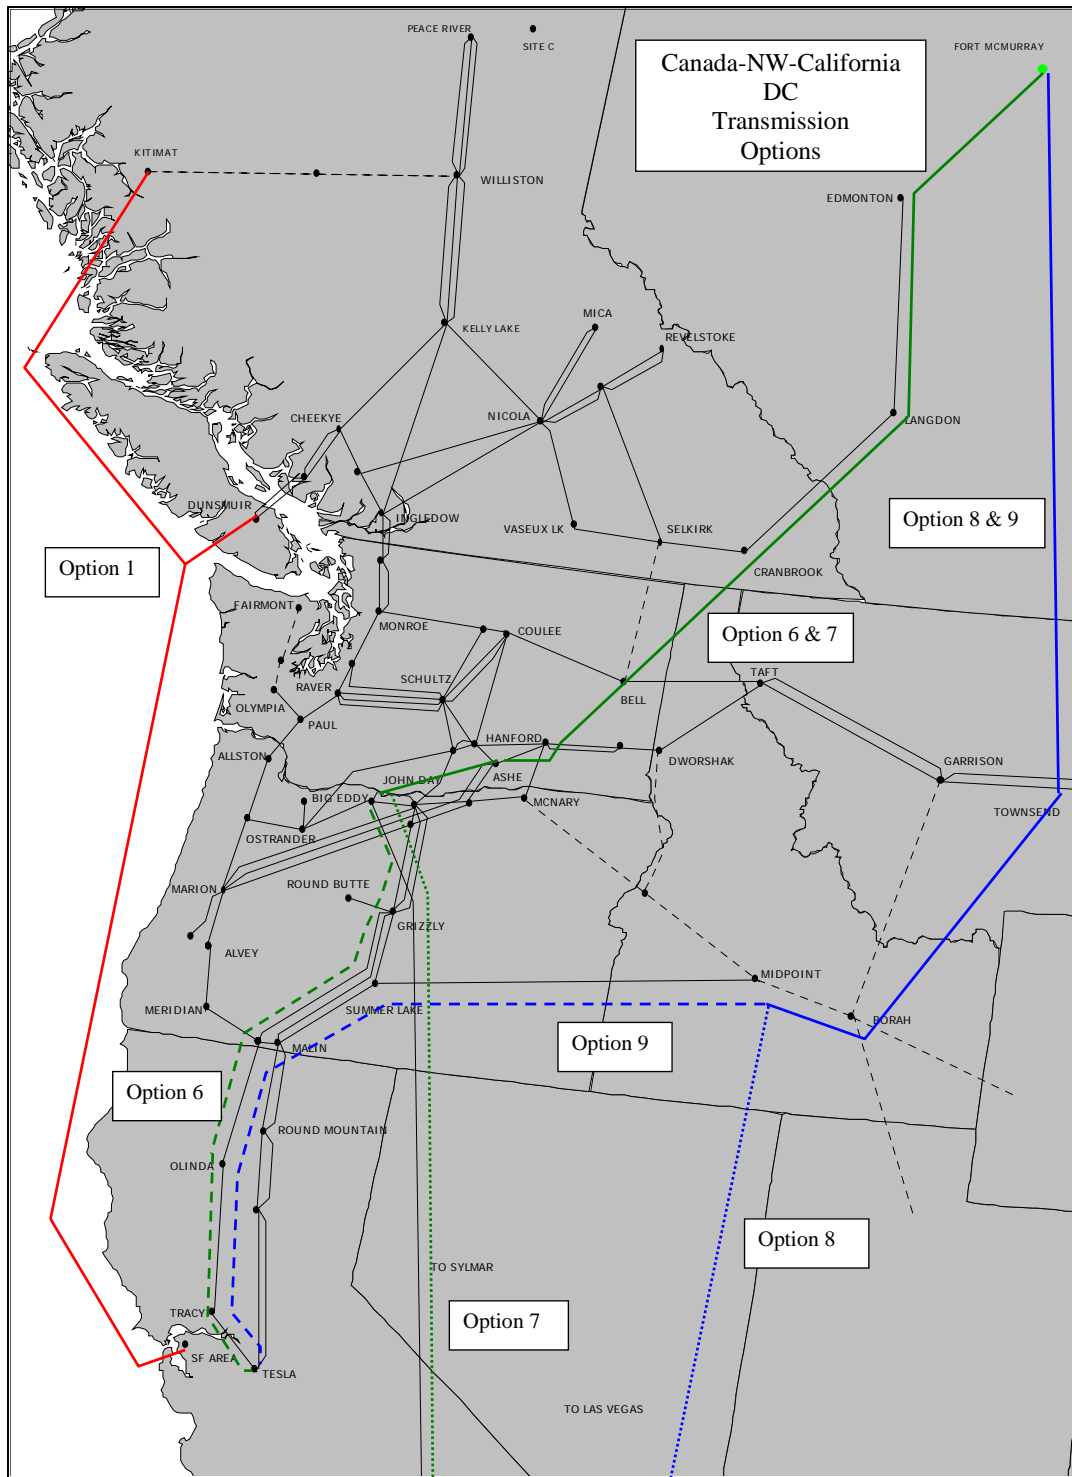 PEACE RIVER
SITE C
FORT MCMURRAY
Canada-NW-California
DC
Transmission
Options
KITIMAT
WILLISTON
EDMONTON
MICA
KELLY LAKE
REVELSTOKE
NICOLA
CHEEKYE
LANGDON
DUNSMUIR
INGLEDOW
VASEUX LK
SELKIRK
Option 8 & 9
Option 1
CRANBROOK
FAIRMONT
MONROE
COULEE
Option 6 & 7
TAFT
RAVER
SCHULTZ
BELL
OLYMPIA
PAUL
HANFORD
ALLSTON
ASHE
DWORSHAK
GARRISON
JOHN DAY
BIG EDDY
MCNARY
TOWNSEND
OSTRANDER
MARION
ROUND BUTTE
GRIZZLY
ALVEY
MIDPOINT
MERIDIAN
SUMMER LAKE
BORAH
MALIN
Option 9
Option 6
ROUND MOUNTAIN
OLINDA
Option 8
TO SYLMAR
TRACY
Option 7
SF AREA
TESLA
TO LAS VEGAS